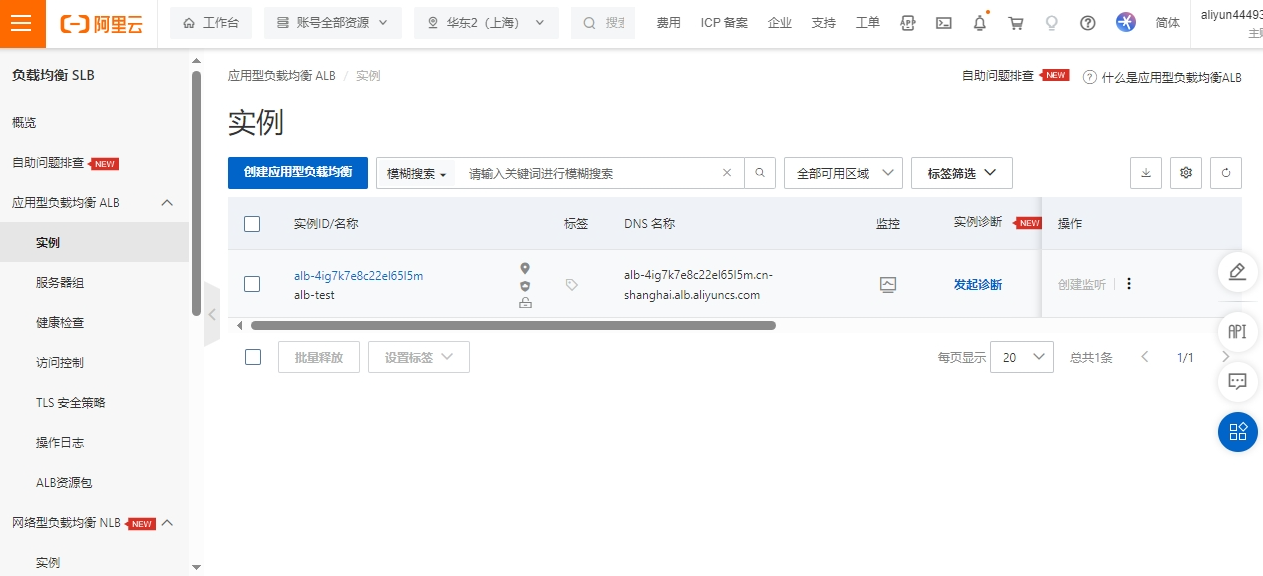 阿里云
工作台
账号全部资源
华东2（上海）
费用
ICP 备案
企业
支持
工单
简体
aliyun44493
负载均衡 SLB
概览
自助问题排查 NEW
应用型负载均衡 ALB
实例
服务器组
健康检查
访问控制
TLS 安全策略
操作日志
ALB资源包
网络型负载均衡 NLB NEW
实例
应用型负载均衡 ALB / 实例
自助问题排查 NEW
什么是应用型负载均衡ALB
实例
创建应用型负载均衡
模糊搜索
请输入关键词进行模糊搜索
全部可用区域
标签筛选
实例ID/名称
标签
DNS 名称
监控
实例诊断 NEW
操作
alb-4ig7k7e8c22el65l5m
alb-test
alb-4ig7k7e8c22el65l5m.cn-
shanghai.alb.aliyuncs.com
发起诊断
创建监听
批量释放
设置标签
每页显示
20
总共1条
1/1
API